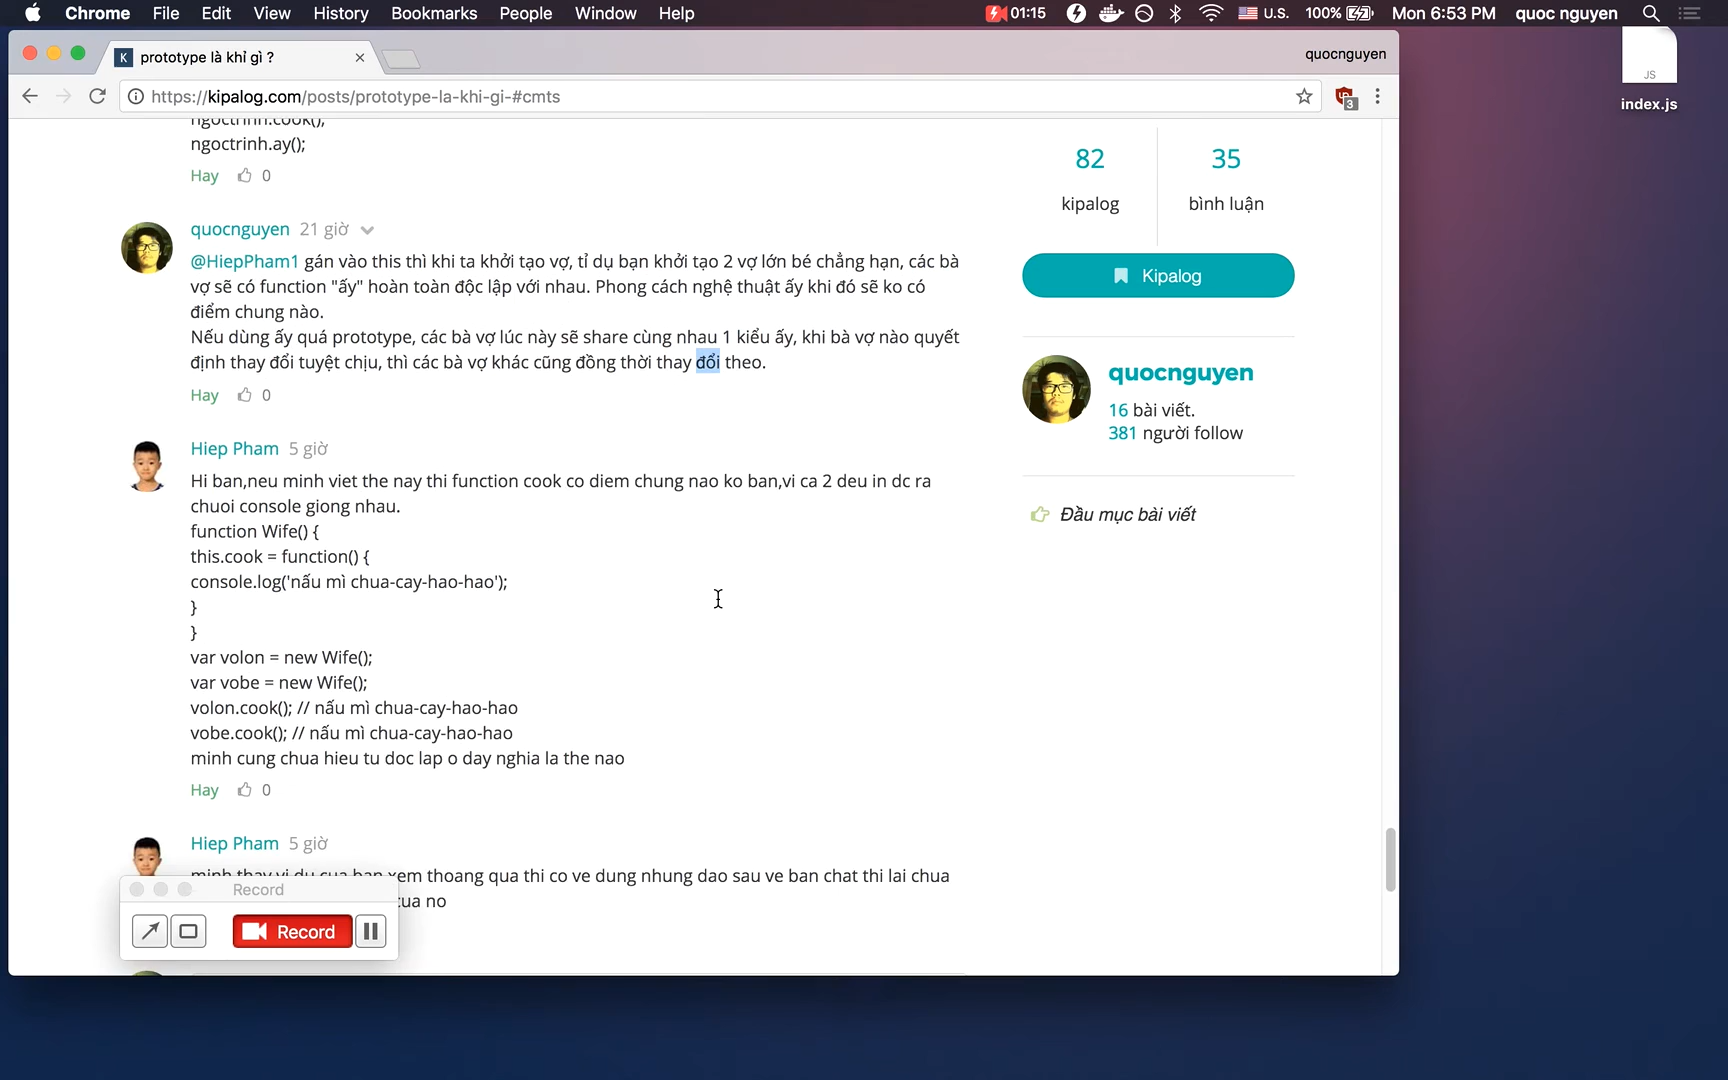 Chrome File Edit View History Bookmarks People Window Help 01:15 U.S. 100% Mon 6:53 PM quoc nguyen
prototype là khỉ gì ?
quocnguyen
https://kipalog.com/posts/prototype-la-khi-gi-#cmts
3
JS
index.js
ngoctrinh.cook();
ngoctrinh.ay();
Hay 0
82
kipalog
35
bình luận
Kipalog
quocnguyen 21 giờ
@HiepPham1 gán vào this thì khi ta khởi tạo vợ, tỉ dụ bạn khởi tạo 2 vợ lớn bé chẳng hạn, các bà
vợ sẽ có function "ấy" hoàn toàn độc lập với nhau. Phong cách nghệ thuật ấy khi đó sẽ ko có
điểm chung nào.
Nếu dùng ấy quá prototype, các bà vợ lúc này sẽ share cùng nhau 1 kiểu ấy, khi bà vợ nào quyết
định thay đổi tuyệt chịu, thì các bà vợ khác cũng đồng thời thay đổi theo.
Hay 0
quocnguyen
16 bài viết.
381 người follow
Đầu mục bài viết
Hiep Pham 5 giờ
Hi ban,neu minh viet the nay thi function cook co diem chung nao ko ban,vi ca 2 deu in dc ra
chuoi console giong nhau.
function Wife() {
this.cook = function() {
console.log('nấu mì chua-cay-hao-hao');
}
}
var volon = new Wife();
var vobe = new Wife();
volon.cook(); // nấu mì chua-cay-hao-hao
vobe.cook(); // nấu mì chua-cay-hao-hao
minh cung chua hieu tu doc lap o day nghia la the nao
Hay 0
Hiep Pham 5 giờ
minh thay vi du cua ban xem thoang qua thi co ve dung nhung dao sau ve ban chat thi lai chua
cua no
Record
Record